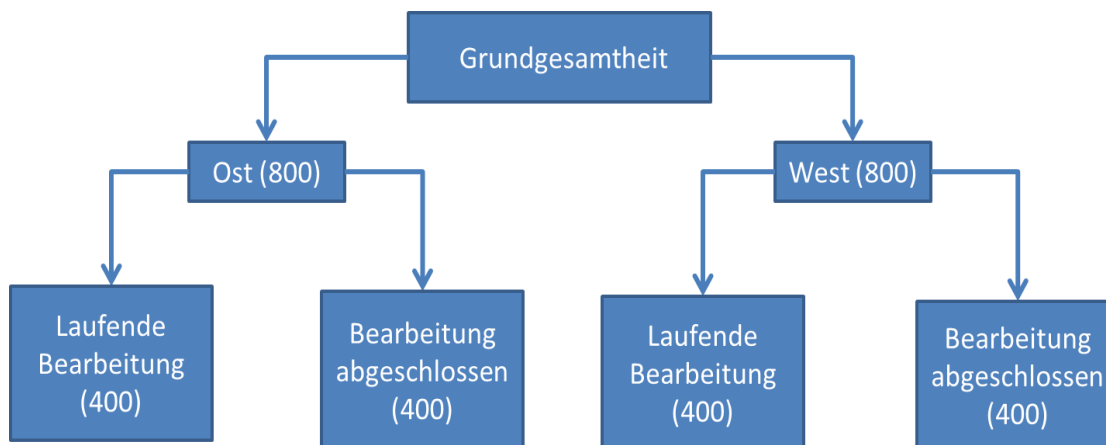 Grundgesamtheit
Ost (800)
West (800)
Laufende
Bearbeitung
(400)
Bearbeitung
abgeschlossen
(400)
Laufende
Bearbeitung
(400)
Bearbeitung
abgeschlossen
(400)